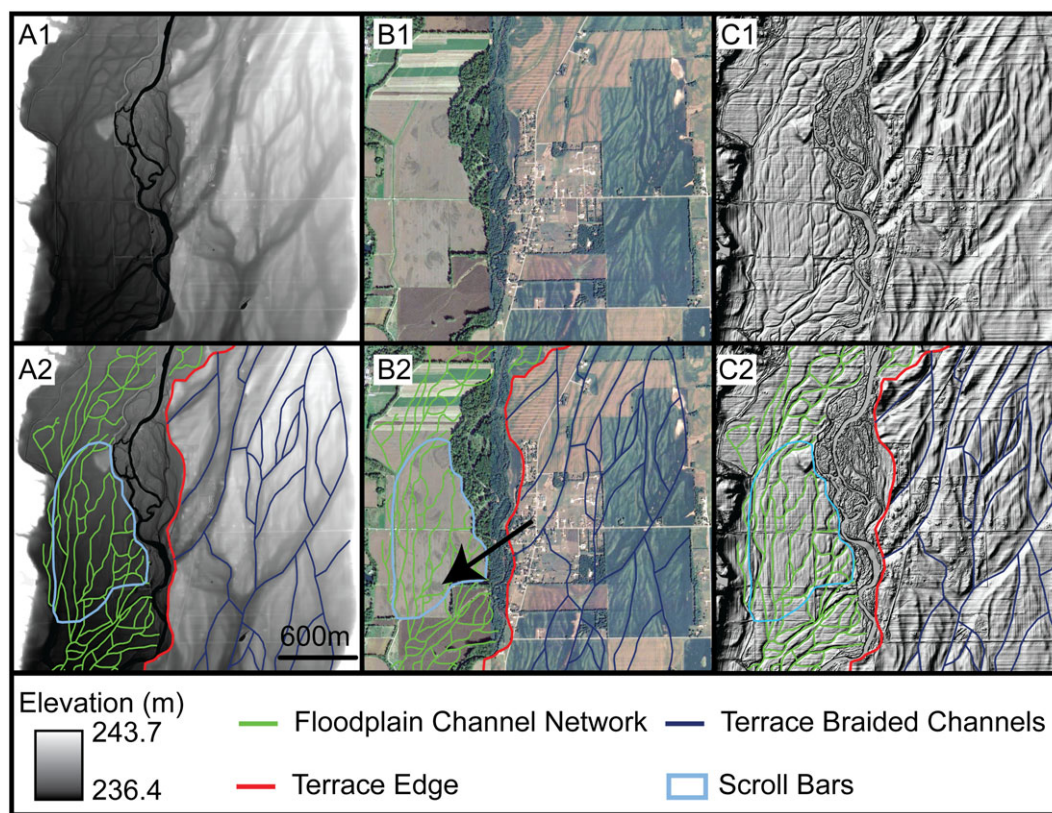 A1
B1
C1
A2
B2
C2
600m
Elevation (m)
243.7
236.4
Floodplain Channel Network
Terrace Braided Channels
Terrace Edge
Scroll Bars